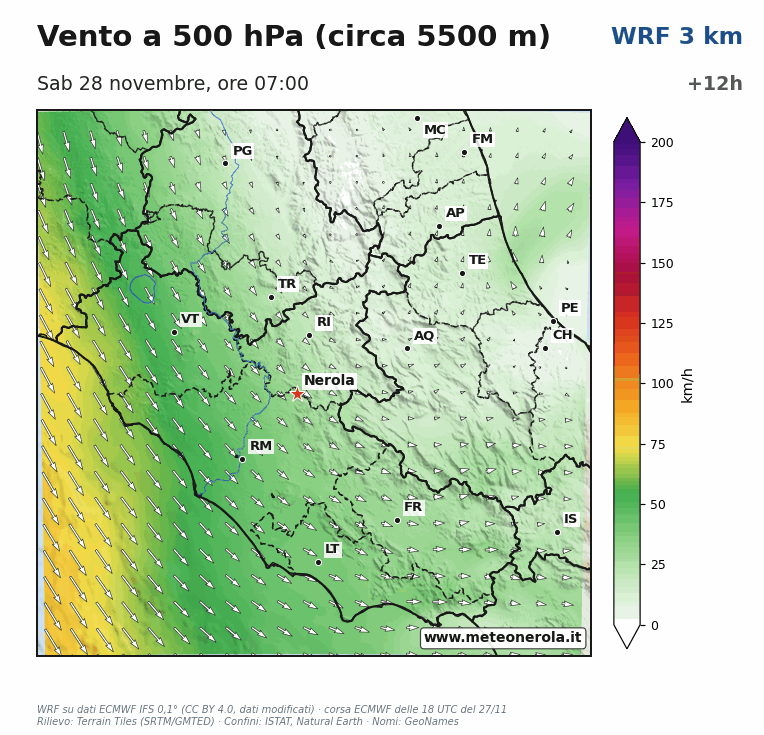 Vento a 500 hPa (circa 5500 m)
WRF 3 km
Sab 28 novembre, ore 07:00
+12h
MC
FM
PG
AP
TE
TR
PE
VT
RI
AQ
CH
Nerola
RM
FR
IS
LT
www.meteonerola.it
200
175
150
125
100
75
50
25
0
km/h
WRF su dati ECMWF IFS 0,1° (CC BY 4.0, dati modificati) · corsa ECMWF delle 18 UTC del 27/11
Rilievo: Terrain Tiles (SRTM/GMTED) · Confini: ISTAT, Natural Earth · Nomi: GeoNames